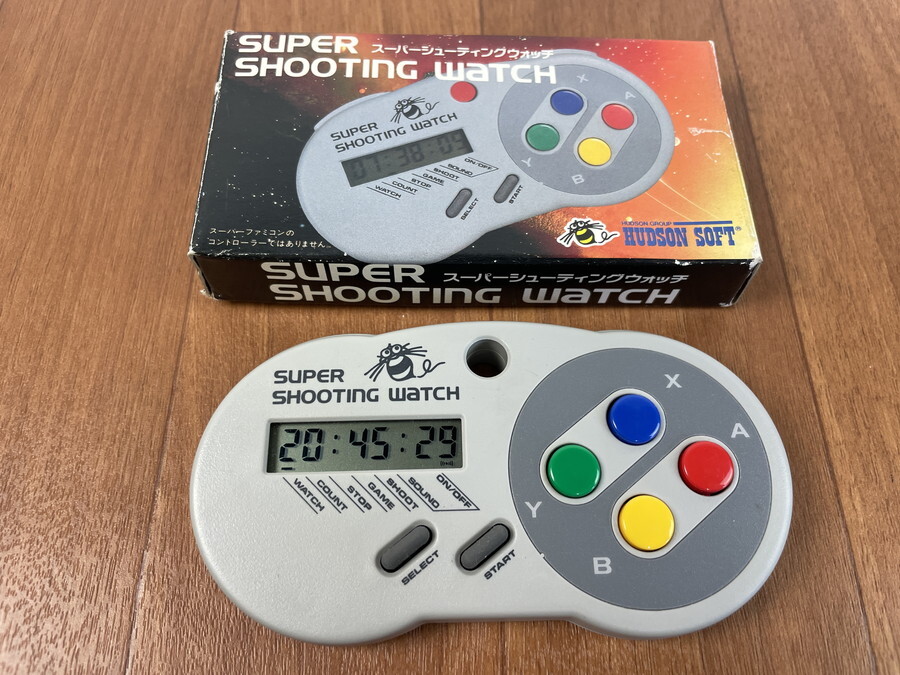 SUPER スーパーシューティングウォッチ
SHOOTING WATCH
SUPER
SHOOTING WATCH
07:38:09
ON/OFF
SOUND
SHOOT
GAME
STOP
COUNT
WATCH
SELECT
START
X
A
Y
B
スーパーファミコンの
コントローラーではありません。
HUDSON GROUP
HUDSON SOFT®
SUPER スーパーシューティングウォッチ
SHOOTING WATCH
SUPER
SHOOTING WATCH
20:45:29
WATCH
COUNT
STOP
GAME
SHOOT
SOUND
ON/OFF
SELECT
START
X
A
Y
B